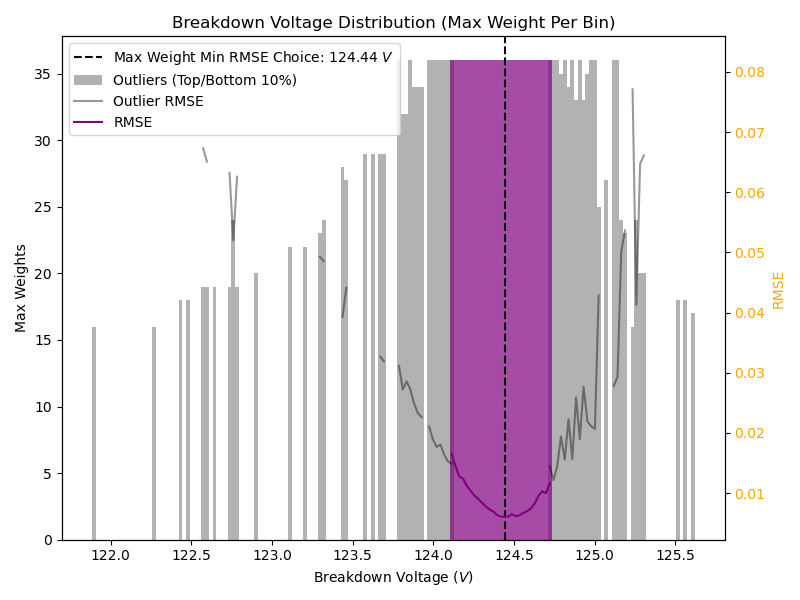 Breakdown Voltage Distribution (Max Weight Per Bin)
Max Weight Min RMSE Choice: 124.44 V
Outliers (Top/Bottom 10%)
Outlier RMSE
RMSE
Max Weights
35
30
25
20
15
10
5
0
0.08
0.07
0.06
0.05
0.04
0.03
0.02
0.01
RMSE
122.0 122.5 123.0 123.5 124.0 124.5 125.0 125.5
Breakdown Voltage (V)